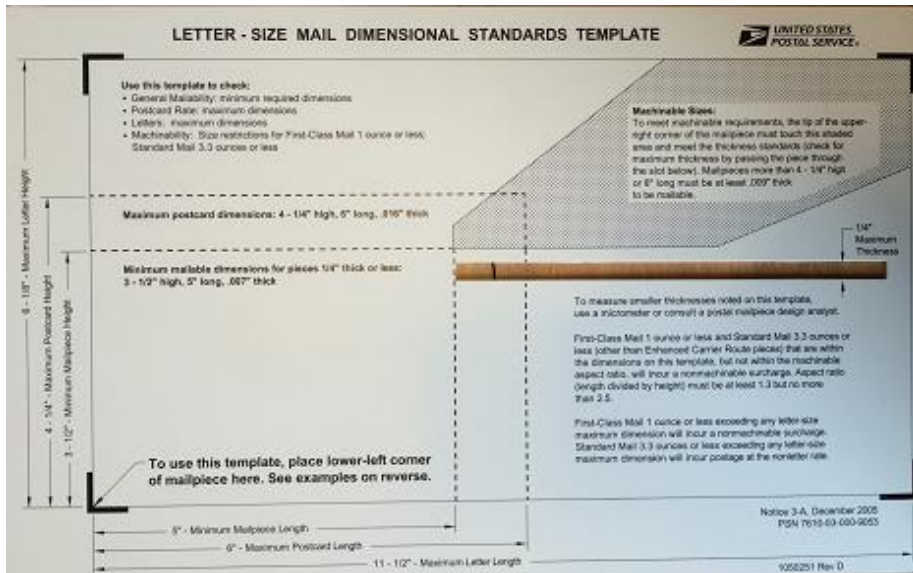 LETTER - SIZE MAIL DIMENSIONAL STANDARDS TEMPLATE
UNITED STATES
POSTAL SERVICE®
Use this template to check:
• General Mailability: minimum required dimensions
• Postcard Rate: maximum dimensions
• Letters: maximum dimensions
• Machinability: Size restrictions for First-Class Mail 1 ounce or less;
Standard Mail 3.3 ounces or less
Machinable Sizes:
To meet machinable requirements, the tip of the upper-
right corner of the mailpiece must touch this shaded
area and meet the thickness standards (check for
maximum thickness by passing the piece through
the slot below). Mailpieces more than 4 - 1/4" high
or 6" long must be at least .009" thick
to be mailable.
Maximum postcard dimensions: 4 - 1/4" high, 6" long, .016" thick
Minimum mailable dimensions for pieces 1/4" thick or less:
3 - 1/2" high, 5" long, .007" thick
1/4"
Maximum
Thickness
To measure smaller thicknesses noted on this template,
use a micrometer or consult a postal mailpiece design analyst.
First-Class Mail 1 ounce or less and Standard Mail 3.3 ounces or
less (other than Enhanced Carrier Route pieces) that are within
the dimensions on this template, but not within the machinable
aspect ratio, will incur a nonmachinable surcharge. Aspect ratio
(length divided by height) must be at least 1.3 but no more
than 2.5.
First-Class Mail 1 ounce or less exceeding any letter-size
maximum dimension will incur a nonmachinable surcharge.
Standard Mail 3.3 ounces or less exceeding any letter-size
maximum dimension will incur postage at the nonletter rate.
6 - 1/8" - Maximum Letter Height
4 - 1/4" - Maximum Postcard Height
3 - 1/2" - Minimum Mailpiece Height
To use this template, place lower-left corner
of mailpiece here. See examples on reverse.
5" - Minimum Mailpiece Length
6" - Maximum Postcard Length
11 - 1/2" - Maximum Letter Length
Notice 3-A, December 2005
PSN 7610-03-000-9053
1050251 Rev D